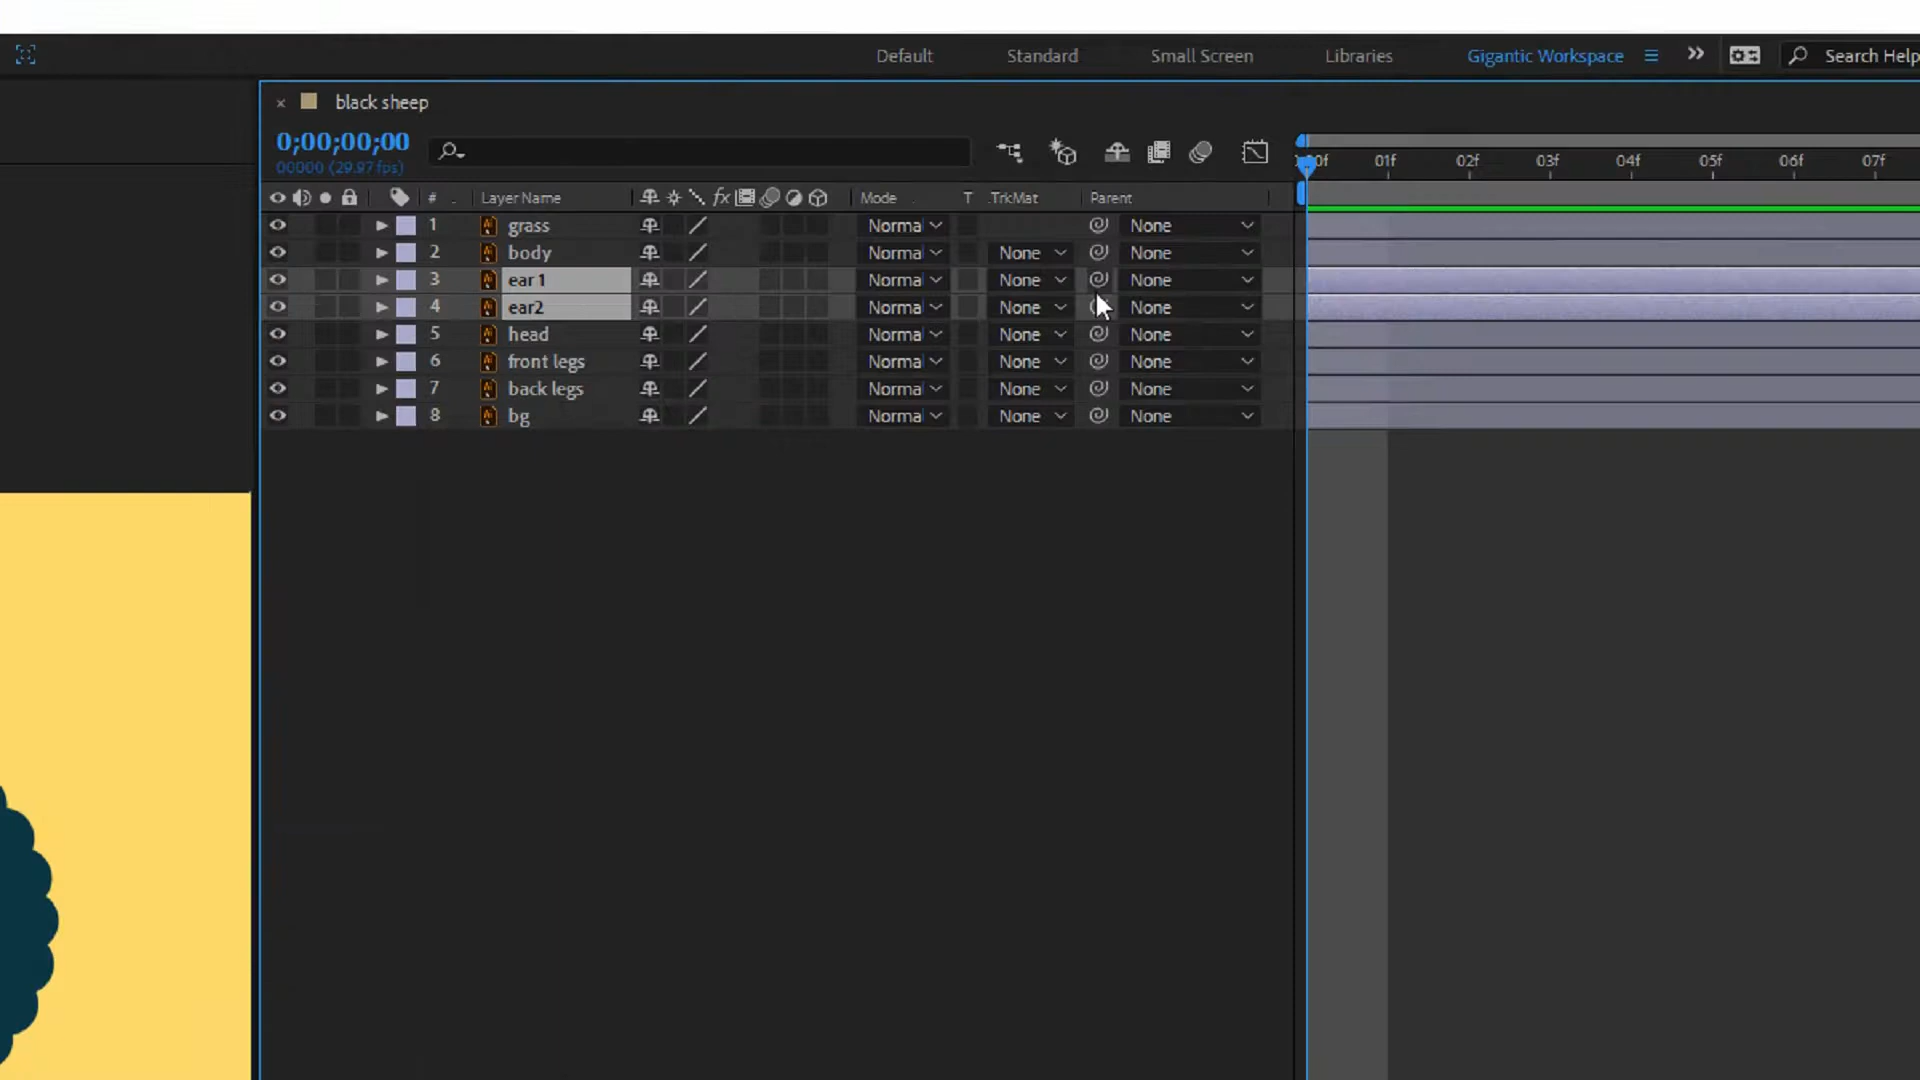 Default Standard Small Screen Libraries Gigantic Workspace Search Help
black sheep
0;00;00;00
00000 (29.97 fps)
0f 01f 02f 03f 04f 05f 06f 07f
# Layer Name fx Mode T .TrkMat Parent
1 grass Norma None
2 body Norma None None
3 ear 1 Norma None None
4 ear2 Norma None None
5 head Norma None None
6 front legs Norma None None
7 back legs Norma None None
8 bg Norma None None